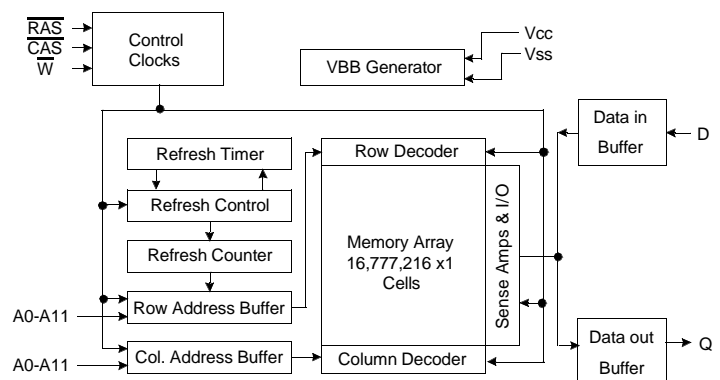 RAS
CAS
W
Control
Clocks
VBB Generator
Vcc
Vss
Data in
Buffer
D
Refresh Timer
Row Decoder
Refresh Control
Refresh Counter
Memory Array
16,777,216 x1
Cells
Sense Amps & I/O
A0-A11
Row Address Buffer
A0-A11
Col. Address Buffer
Column Decoder
Data out
Buffer
Q